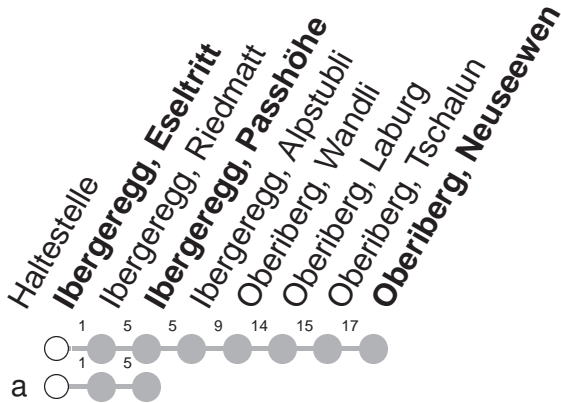 Haltestelle
Ibergeregg, Eseltritt
Ibergeregg, Riedmatt
Ibergeregg, Passhöhe
Ibergeregg, Alpstubli
Oberiberg, Wandli
Oberiberg, Laburg
Oberiberg, Tschalun
Oberiberg, Neuseewen
1 5 5 9 14 15 17
a 1 5